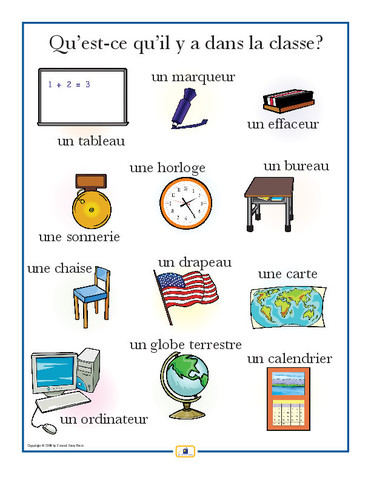 Qu'est-ce qu'il y a dans la classe?
1 + 2 = 3
un marqueur
un effaceur
un tableau
une horloge
un bureau
une sonnerie
une chaise
un drapeau
une carte
un globe terrestre
un calendrier
un ordinateur